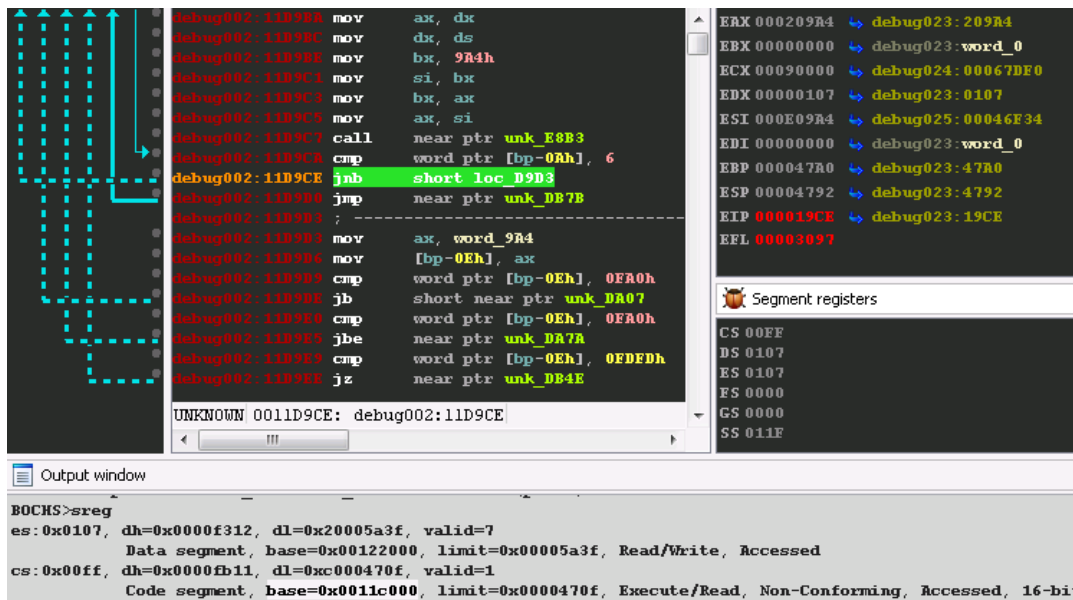 debug002:11D9BA mov ax, dx
debug002:11D9BC mov dx, ds
debug002:11D9BE mov bx, 9A4h
debug002:11D9C1 mov si, bx
debug002:11D9C3 mov bx, ax
debug002:11D9C5 mov ax, si
debug002:11D9C7 call near ptr unk_E8B3
debug002:11D9CA cmp word ptr [bp-0Ah], 6
debug002:11D9CE jnb short loc_D9D3
debug002:11D9D0 jmp near ptr unk_DB7B
debug002:11D9D3 ; ---------------------------------
debug002:11D9D3 mov ax, word_9A4
debug002:11D9D6 mov [bp-0Eh], ax
debug002:11D9D9 cmp word ptr [bp-0Eh], 0FA0h
debug002:11D9DE jb short near ptr unk_DA07
debug002:11D9E0 cmp word ptr [bp-0Eh], 0FA0h
debug002:11D9E5 jbe near ptr unk_DA7A
debug002:11D9E9 cmp word ptr [bp-0Eh], 0FDFDh
debug002:11D9EE jz near ptr unk_DB4E
UNKNOWN 0011D9CE: debug002:11D9CE
EAX 000209A4 debug023:209A4
EBX 00000000 debug023:word_0
ECX 00090000 debug024:00067DF0
EDX 00000107 debug023:0107
ESI 000E09A4 debug025:00046F34
EDI 00000000 debug023:word_0
EBP 000047A0 debug023:47A0
ESP 00004792 debug023:4792
EIP 000019CE debug023:19CE
EFL 00003097
Segment registers
CS 00FF
DS 0107
ES 0107
FS 0000
GS 0000
SS 011F
Output window
BOCHS>sreg
es:0x0107, dh=0x0000f312, dl=0x20005a3f, valid=7
Data segment, base=0x00122000, limit=0x00005a3f, Read/Write, Accessed
cs:0x00ff, dh=0x0000fb11, dl=0xc000470f, valid=1
Code segment, base=0x0011c000, limit=0x0000470f, Execute/Read, Non-Conforming, Accessed, 16-bi